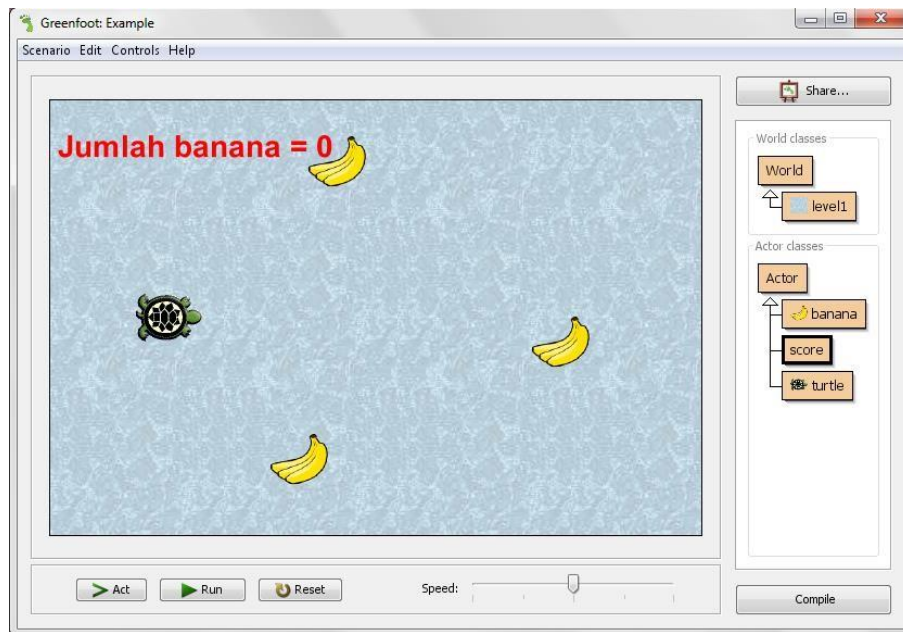 Greenfoot: Example
Scenario Edit Controls Help
Share...
Jumlah banana = 0
World classes
World
level1
Actor classes
Actor
banana
score
turtle
Act
Run
Reset
Speed:
Compile